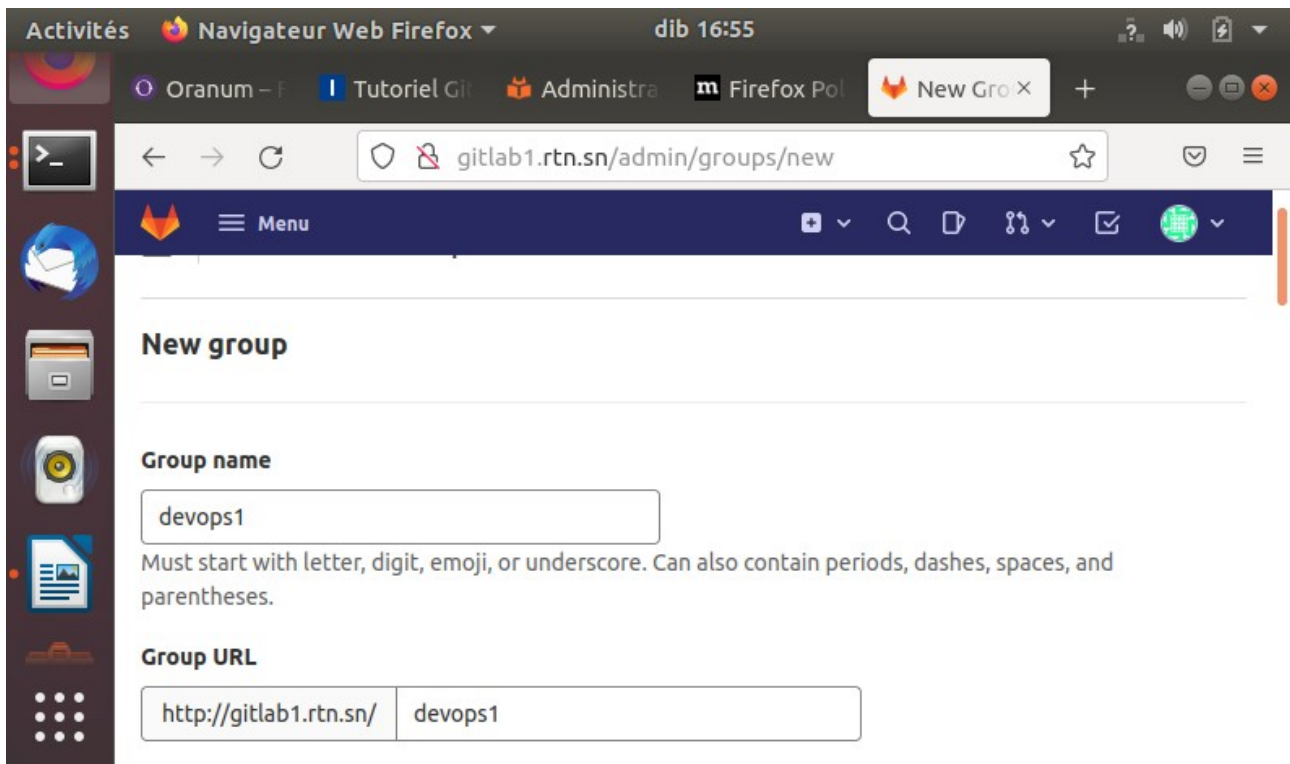 Activités Navigateur Web Firefox dib 16:55
Oranum – F Tutoriel Git Administra Firefox Pol New Gro
gitlab1.rtn.sn/admin/groups/new
Menu
New group
Group name
devops1
Must start with letter, digit, emoji, or underscore. Can also contain periods, dashes, spaces, and
parentheses.
Group URL
http://gitlab1.rtn.sn/ devops1